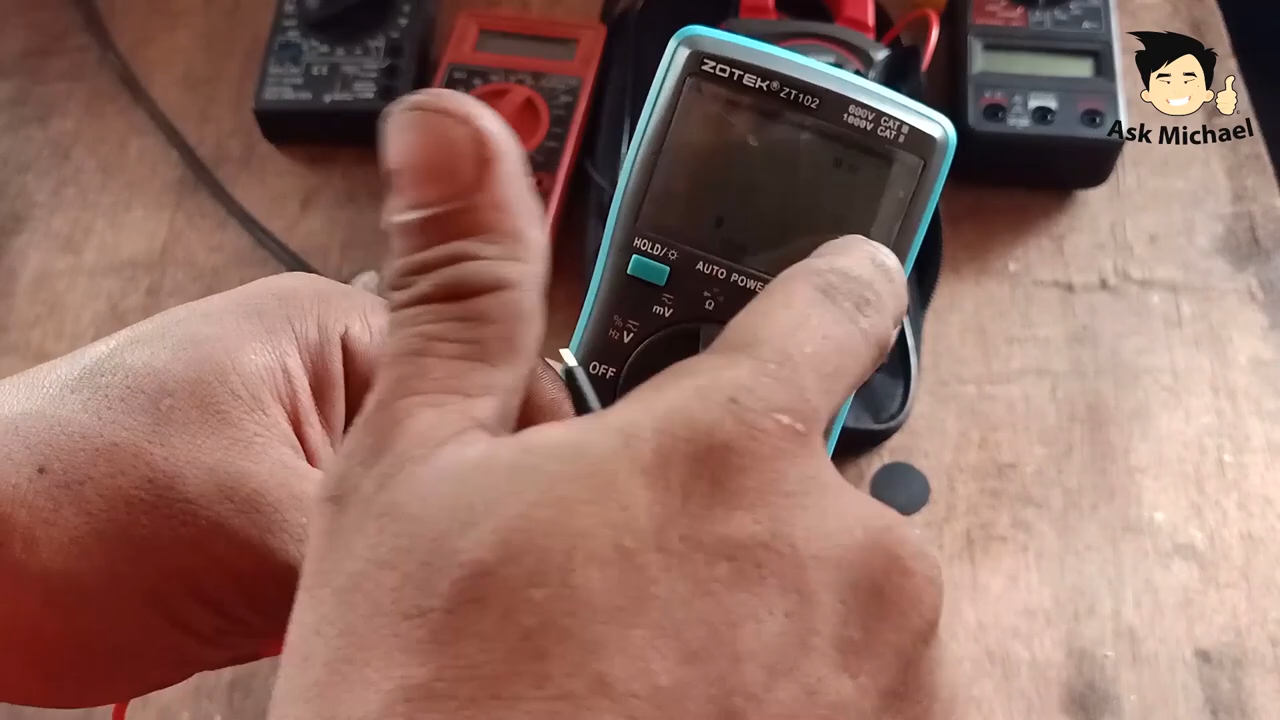 ZOTEK® ZT102
600V CAT III
1000V CAT II
HOLD/
AUTO POWE
mV
Ω
%
Hz V
OFF
Ask Michael